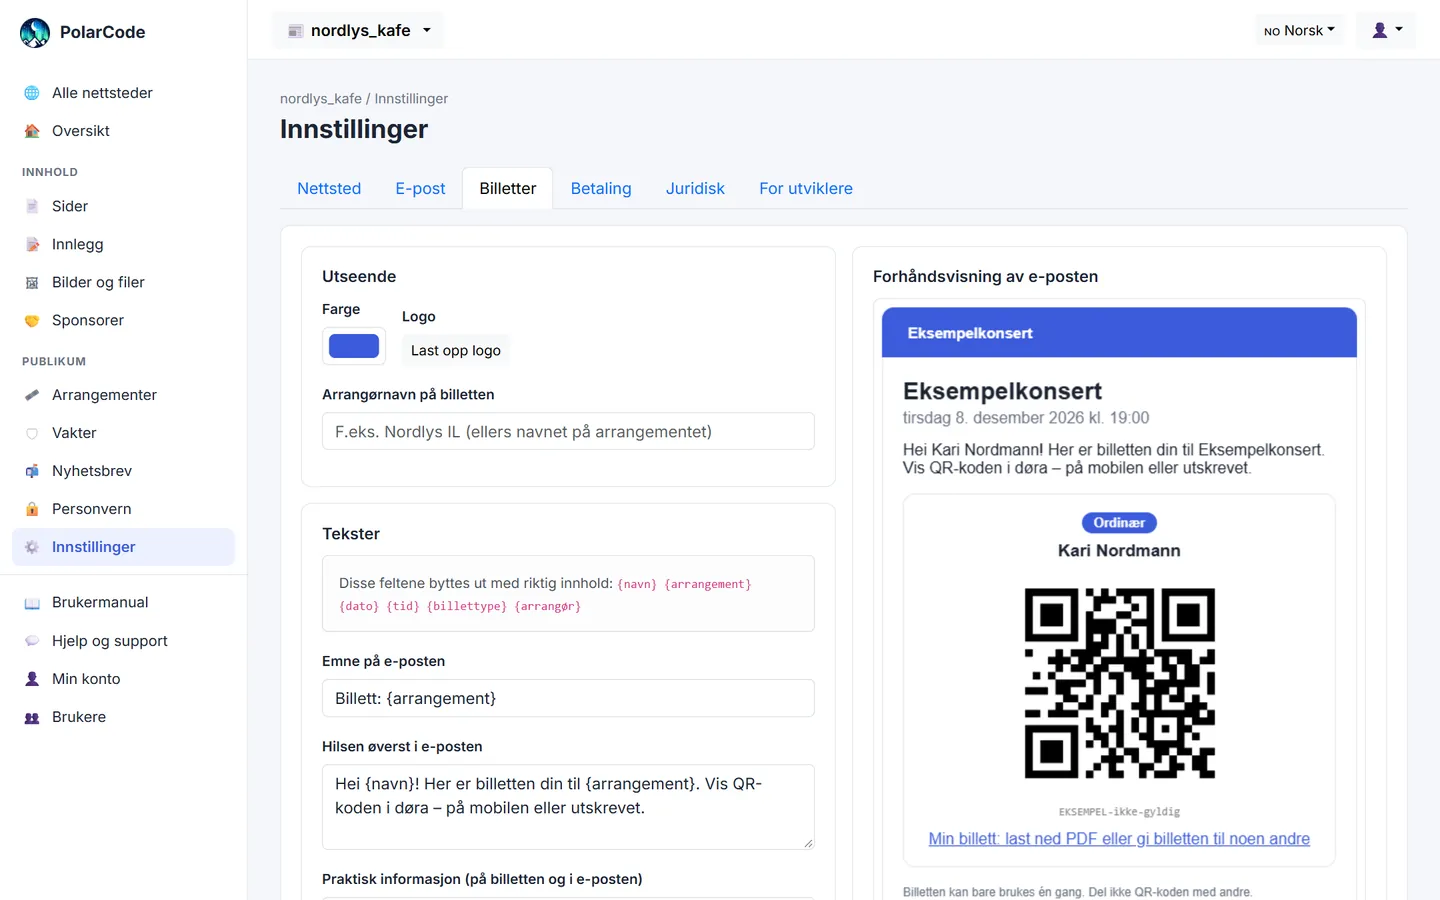 PolarCode
nordlys_kafe
NO Norsk
Alle nettsteder
Oversikt
INNHOLD
Sider
Innlegg
Bilder og filer
Sponsorer
PUBLIKUM
Arrangementer
Vakter
Nyhetsbrev
Personvern
Innstillinger
Brukermanual
Hjelp og support
Min konto
Brukere
nordlys_kafe / Innstillinger
Innstillinger
Nettsted
E-post
Billetter
Betaling
Juridisk
For utviklere
Utseende
Farge
Logo
Last opp logo
Arrangørnavn på billetten
F.eks. Nordlys IL (ellers navnet på arrangementet)
Tekster
Disse feltene byttes ut med riktig innhold: {navn} {arrangement}
{dato} {tid} {billettype} {arrangør}
Emne på e-posten
Billett: {arrangement}
Hilsen øverst i e-posten
Hei {navn}! Her er billetten din til {arrangement}. Vis QR-
koden i døra – på mobilen eller utskrevet.
Praktisk informasjon (på billetten og i e-posten)
Forhåndsvisning av e-posten
Eksempelkonsert
Eksempelkonsert
tirsdag 8. desember 2026 kl. 19:00
Hei Kari Nordmann! Her er billetten din til Eksempelkonsert.
Vis QR-koden i døra – på mobilen eller utskrevet.
Ordinær
Kari Nordmann
EKSEMPEL-ikke-gyldig
Min billett: last ned PDF eller gi billetten til noen andre
Billetten kan bare brukes én gang. Del ikke QR-koden med andre.